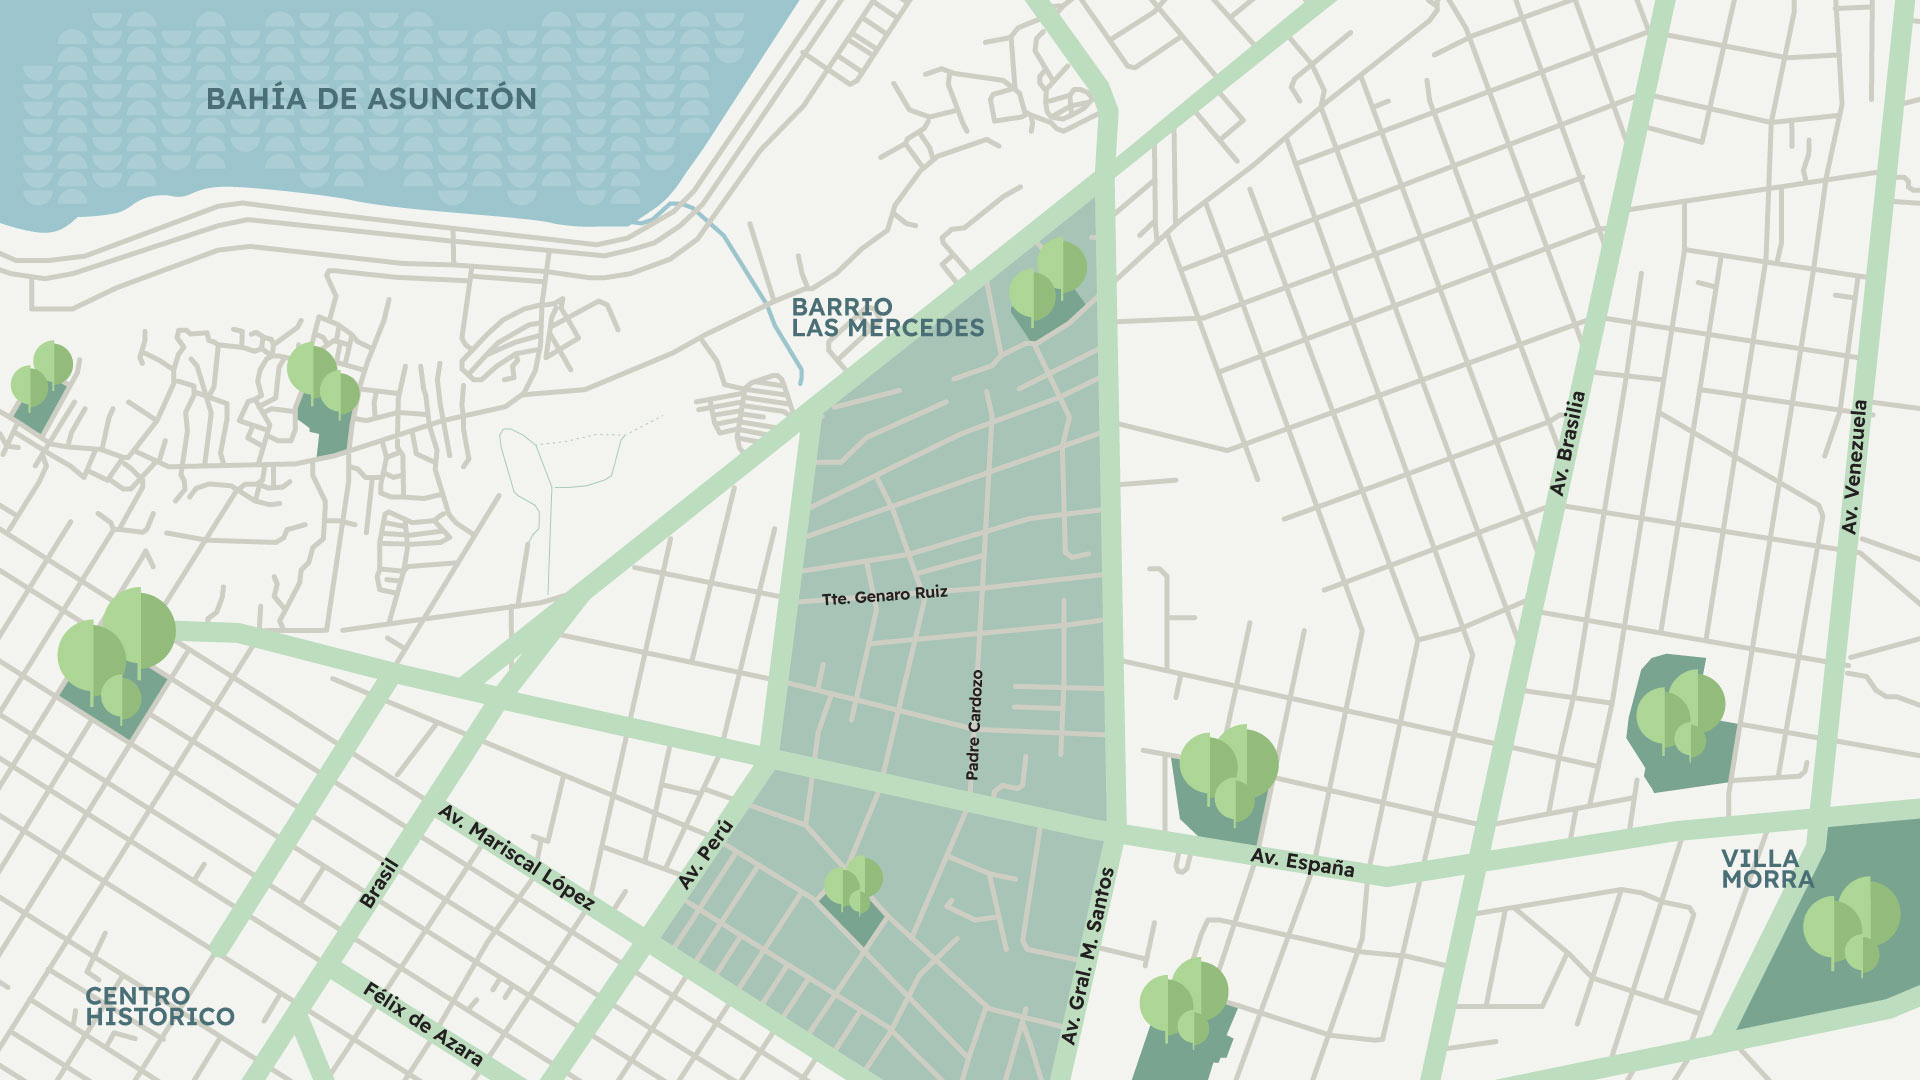 BAHÍA DE ASUNCIÓN
BARRIO
LAS MERCEDES
Av. Brasilia
Av. Venezuela
Tte. Genaro Ruiz
Padre Cardozo
Av. Mariscal López
Av. Perú
Brasil
Av. España
VILLA
MORRA
Av. Gral. M. Santos
CENTRO
HISTÓRICO
Félix de Azara